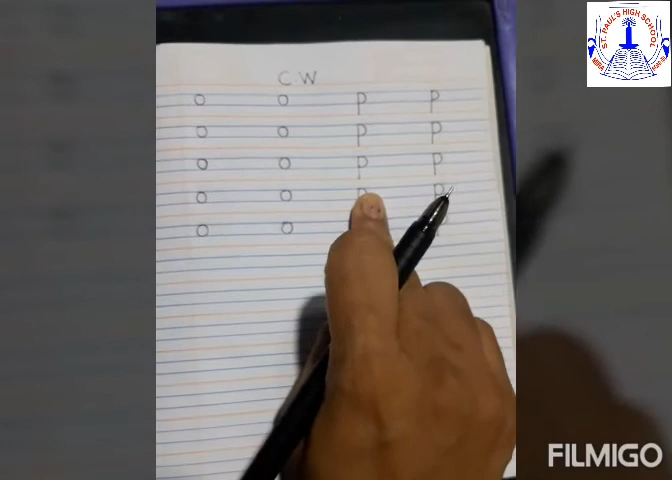 C.W
o o P P
o o P P
o o P P
o o P P
o o
ST. PAUL'S HIGH SCHOOL
FILMIGO